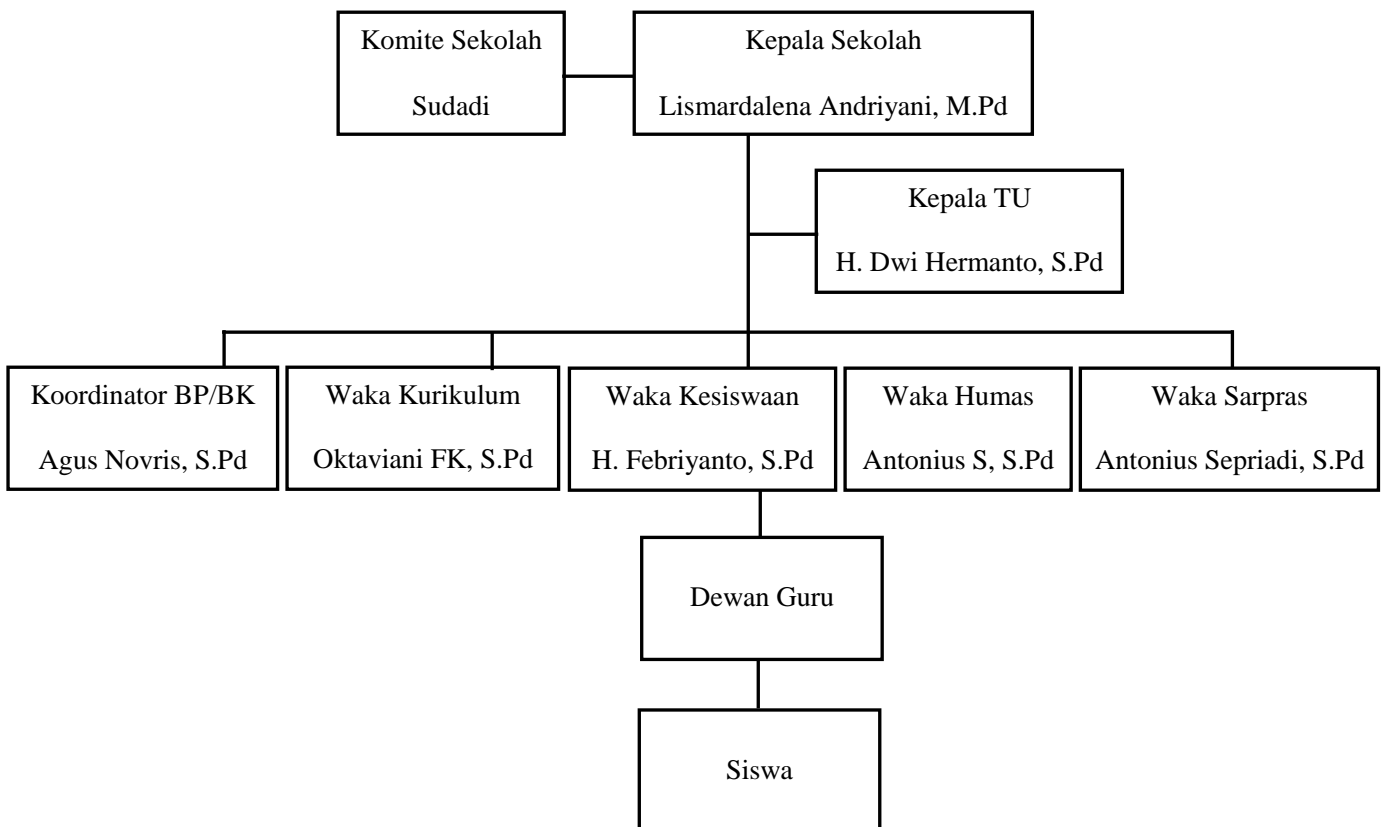 Komite Sekolah
Sudadi
Kepala Sekolah
Lismardalena Andriyani, M.Pd
Kepala TU
H. Dwi Hermanto, S.Pd
Koordinator BP/BK
Agus Novris, S.Pd
Waka Kurikulum
Oktaviani FK, S.Pd
Waka Kesiswaan
H. Febriyanto, S.Pd
Waka Humas
Antonius S, S.Pd
Waka Sarpras
Antonius Sepriadi, S.Pd
Dewan Guru
Siswa